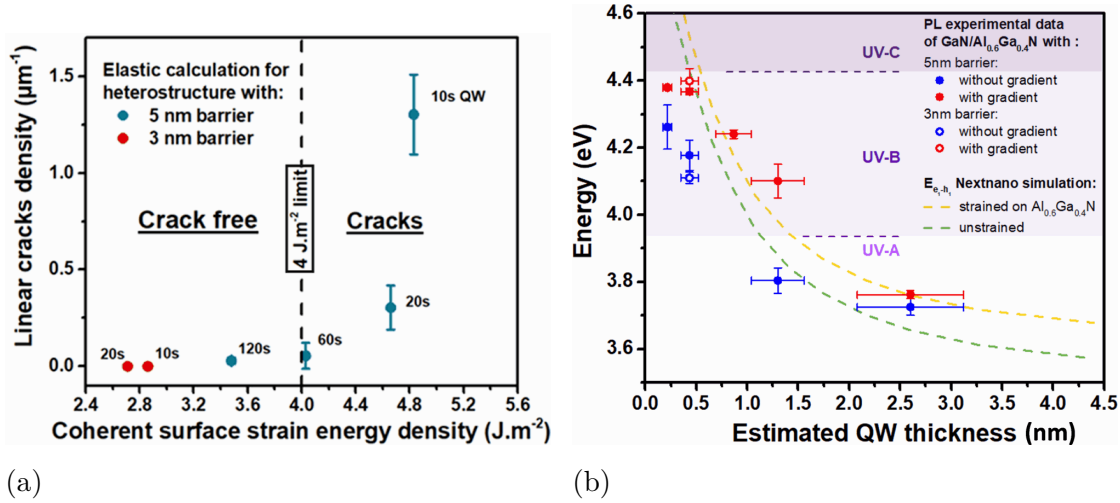 Linear cracks density (μm⁻¹)
1.5
1.0
0.5
0.0
Elastic calculation for
heterostructure with:
5 nm barrier
3 nm barrier
10s QW
Crack free
4 J.m⁻² limit
Cracks
20s
20s
10s
120s
60s
2.4
2.8
3.2
3.6
4.0
4.4
4.8
5.2
5.6
Coherent surface strain energy density (J.m⁻²)
(a)
Energy (eV)
4.6
4.4
4.2
4.0
3.8
3.6
PL experimental data
of GaN/Al₀.₆Ga₀.₄N with :
5nm barrier:
without gradient
with gradient
3nm barrier:
without gradient
with gradient
E e₁-h₁ Nextnano simulation:
strained on Al₀.₆Ga₀.₄N
unstrained
UV-C
UV-B
UV-A
0.0
0.5
1.0
1.5
2.0
2.5
3.0
3.5
4.0
4.5
Estimated QW thickness (nm)
(b)